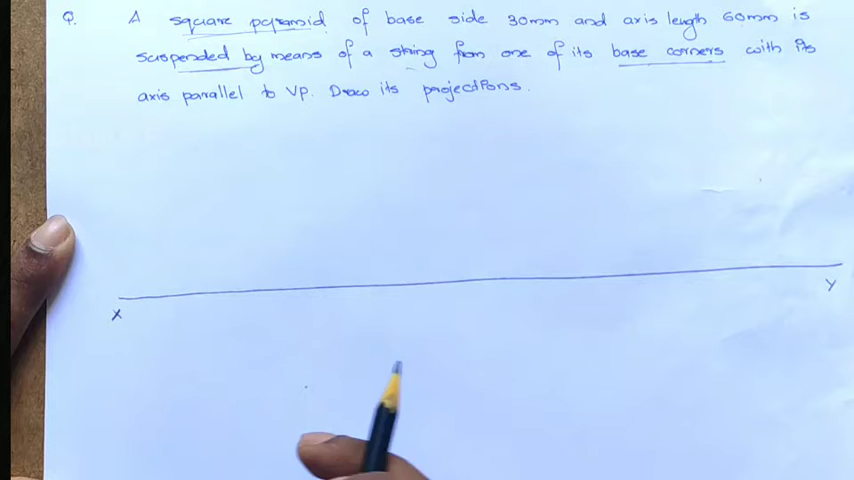 Q. A square pyramid of base side 30mm and axis length 60mm is
suspended by means of a string from one of its base corners with its
axis parallel to VP. Draw its projections.
X Y